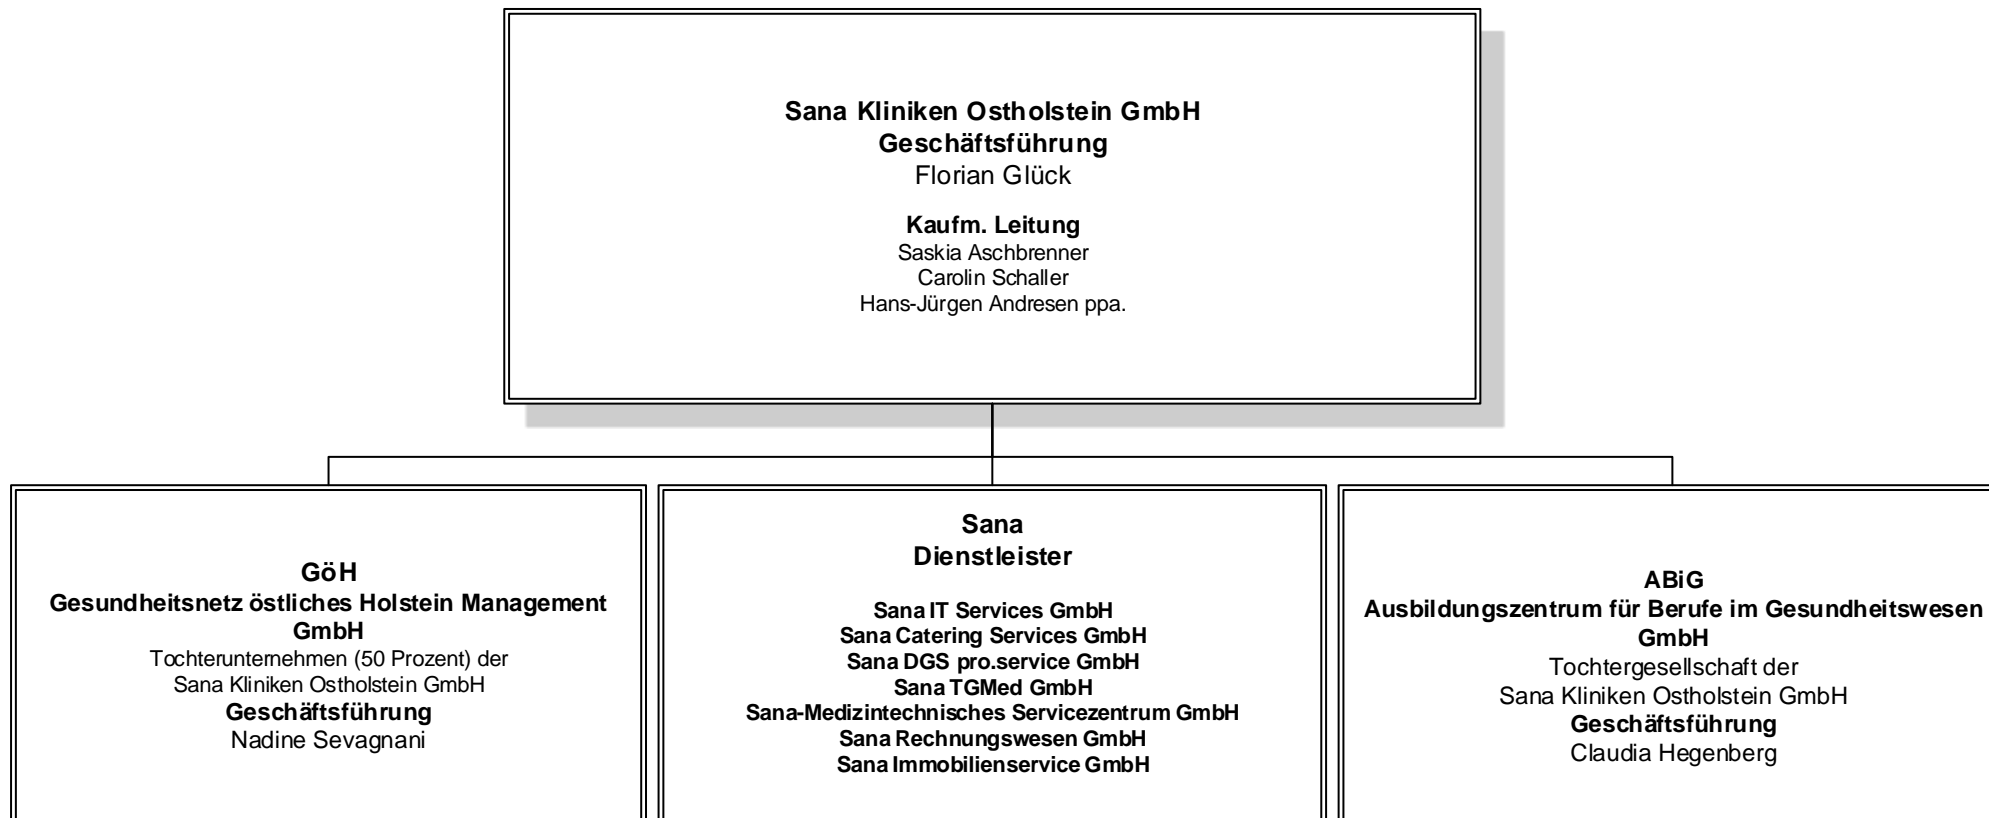 Sana Kliniken Ostholstein GmbH
Geschäftsführung
Florian Glück
Kaufm. Leitung
Saskia Aschbrenner
Carolin Schaller
Hans-Jürgen Andresen ppa.
GöH
Gesundheitsnetz östliches Holstein Management
GmbH
Tochterunternehmen (50 Prozent) der
Sana Kliniken Ostholstein GmbH
Geschäftsführung
Nadine Sevagnani
Sana
Dienstleister
Sana IT Services GmbH
Sana Catering Services GmbH
Sana DGS pro.service GmbH
Sana TGMed GmbH
Sana-Medizintechnisches Servicezentrum GmbH
Sana Rechnungswesen GmbH
Sana Immobilienservice GmbH
ABiG
Ausbildungszentrum für Berufe im Gesundheitswesen
GmbH
Tochtergesellschaft der
Sana Kliniken Ostholstein GmbH
Geschäftsführung
Claudia Hegenberg